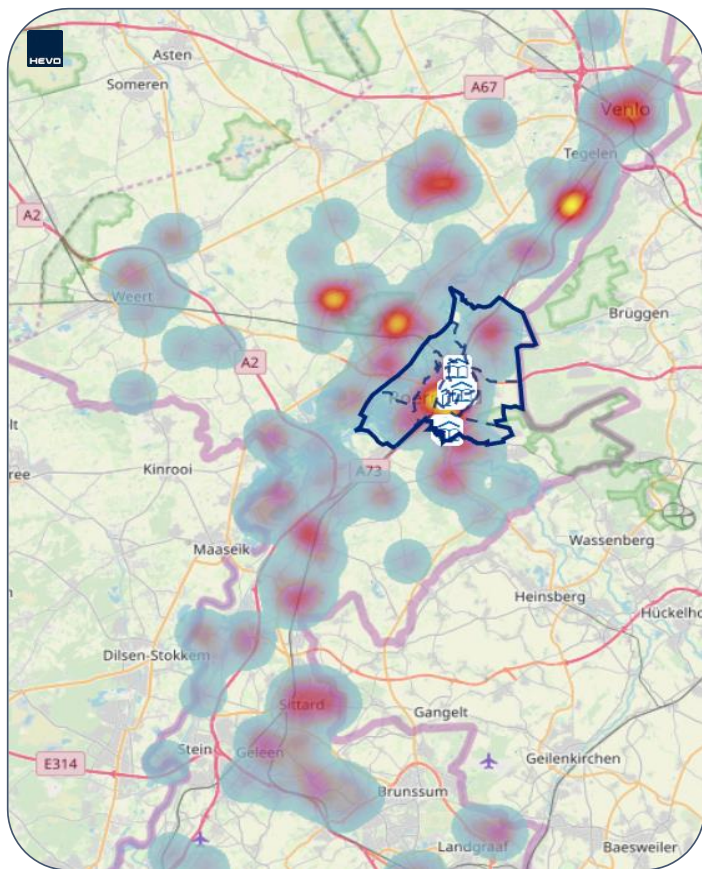 HEVO
Asten
Someren
A67
Venlo
Tegelen
A2
Weert
Brüggen
A2
Kinrooi
A73
Maaseik
Wassenberg
Heinsberg
Dilsen-Stokkem
Sittard
Gangelt
Stein
Geleen
E314
Geilenkirchen
Brunssum
Landgraaf
Baesweiler